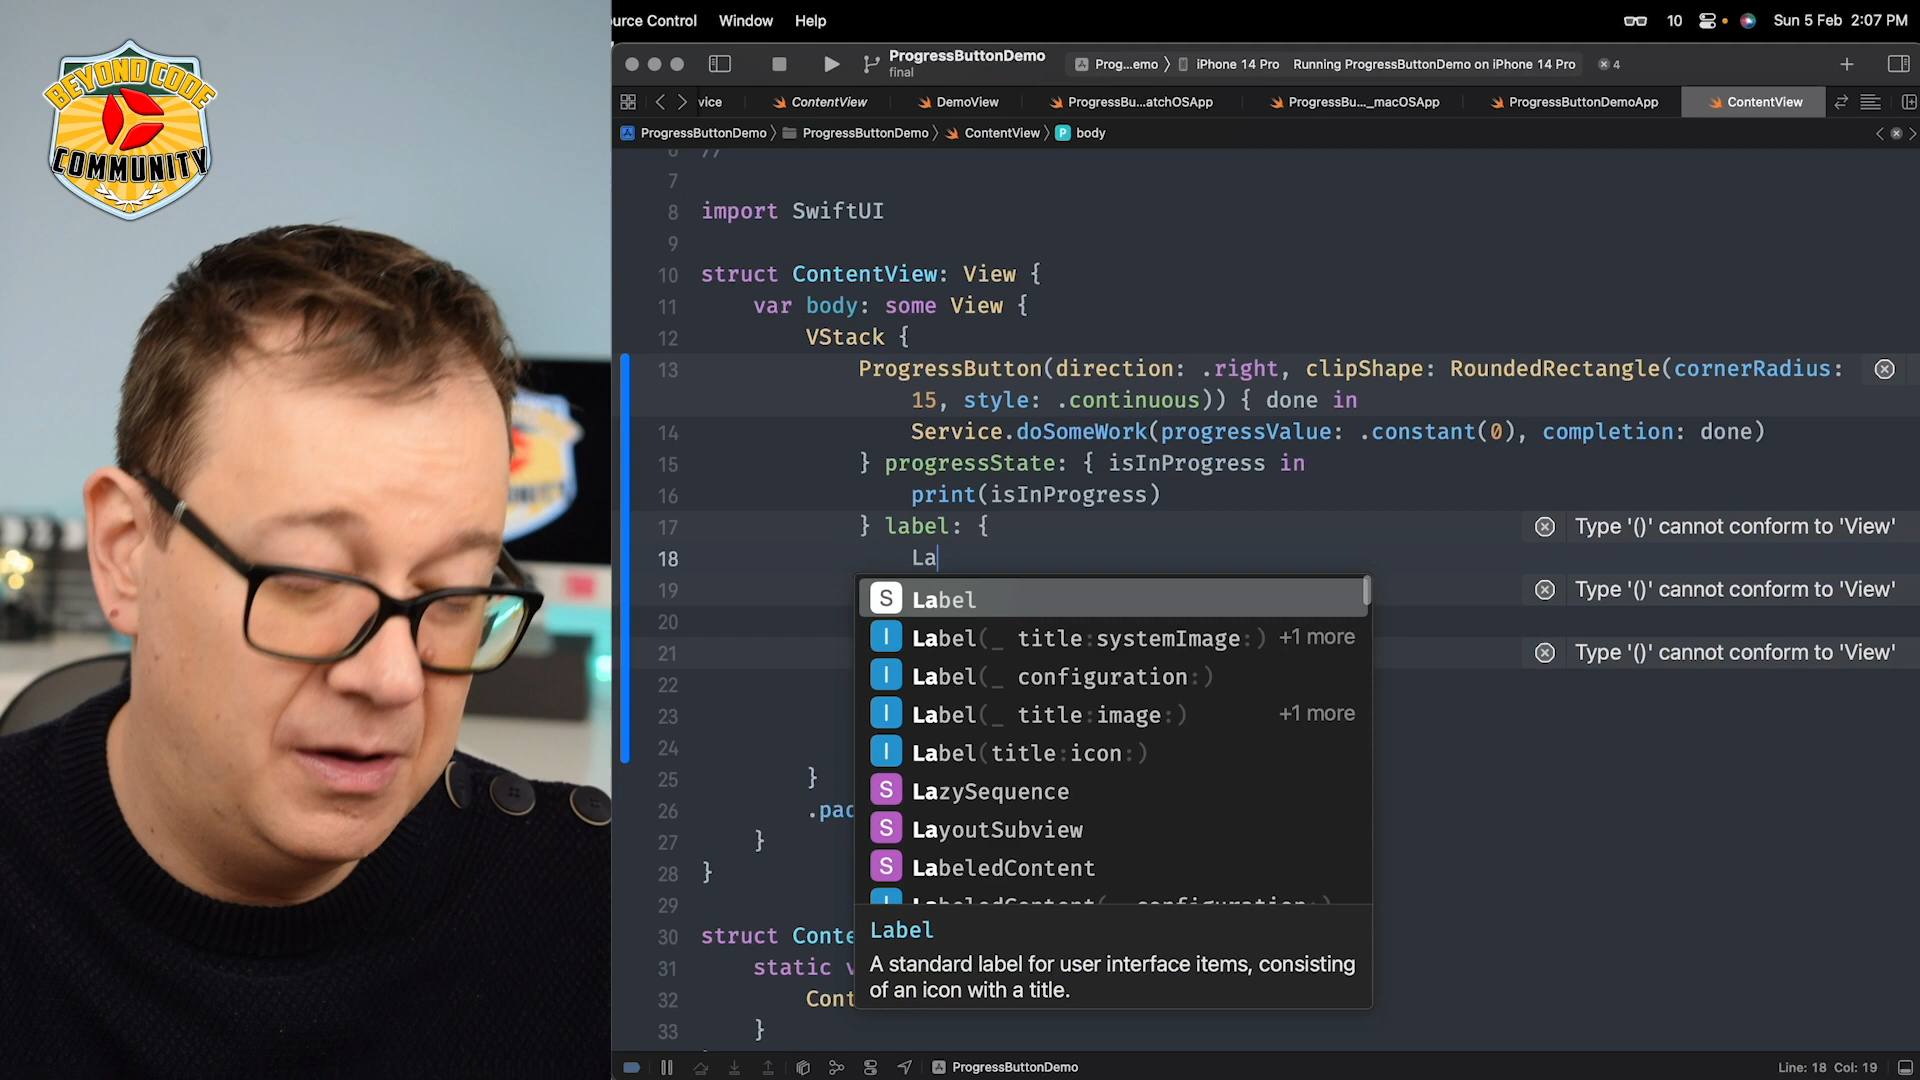 BEYOND CODE
COMMUNITY
urce Control Window Help
10 Sun 5 Feb 2:07 PM
ProgressButtonDemo
final
Prog...emo iPhone 14 Pro Running ProgressButtonDemo on iPhone 14 Pro 4
vice ContentView DemoView ProgressBu...atchOSApp ProgressBu..._macOSApp ProgressButtonDemoApp ContentView
ProgressButtonDemo ProgressButtonDemo ContentView P body
6 //
7
8 import SwiftUI
9
10 struct ContentView: View {
11 var body: some View {
12 VStack {
13 ProgressButton(direction: .right, clipShape: RoundedRectangle(cornerRadius:
15, style: .continuous)) { done in
14 Service.doSomeWork(progressValue: .constant(0), completion: done)
15 } progressState: { isInProgress in
16 print(isInProgress)
17 } label: { Type '()' cannot conform to 'View'
18 La
S Label
19 Type '()' cannot conform to 'View'
20
I Label(_ title:systemImage:) +1 more
21 Type '()' cannot conform to 'View'
22
I Label(_ configuration:)
23
I Label(_ title:image:) +1 more
24
I Label(title:icon:)
25 }
S LazySequence
26 .pad
S LayoutSubview
27 }
28 }
S LabeledContent
29
I LabeledContent(_ configuration:)
30 struct Conte
Label
31 static v
A standard label for user interface items, consisting
of an icon with a title.
32 Cont
33 }
ProgressButtonDemo Line: 18 Col: 19